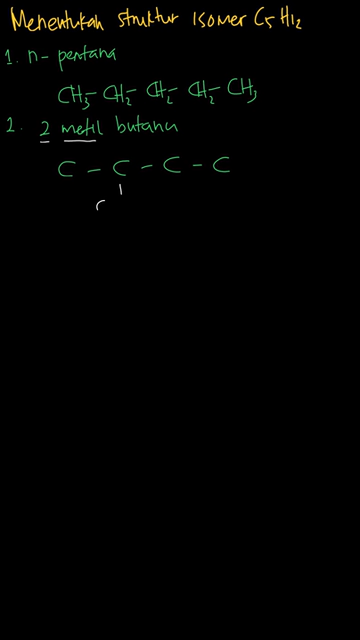 Menentukan struktur Isomer C5H12
1. n-pentana
CH3 - CH2 - CH2 - CH2 - CH3
2. 2 metil butana
C - C - C - C